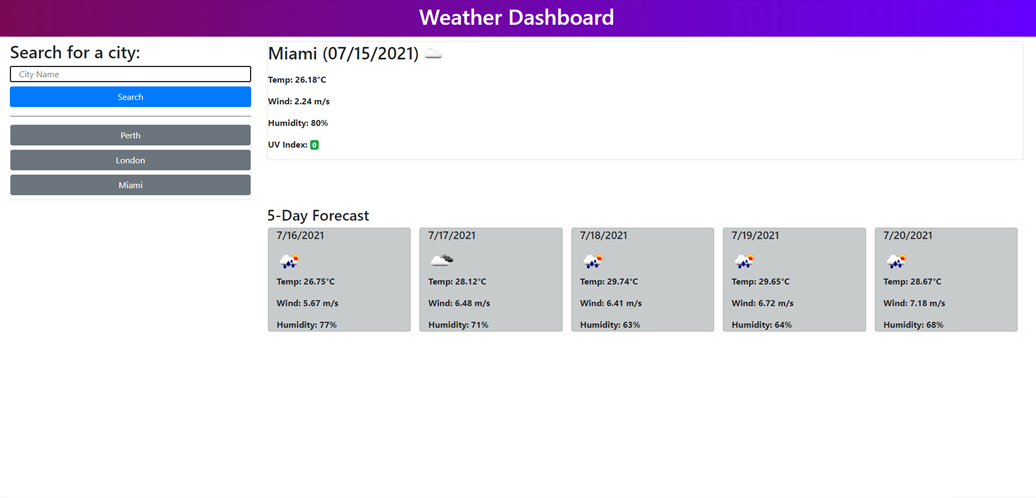 Weather Dashboard
Search for a city:
City Name
Search
Perth
London
Miami
Miami (07/15/2021)
Temp: 26.18°C
Wind: 2.24 m/s
Humidity: 80%
UV Index: 0
5-Day Forecast
7/16/2021
Temp: 26.75°C
Wind: 5.67 m/s
Humidity: 77%
7/17/2021
Temp: 28.12°C
Wind: 6.48 m/s
Humidity: 71%
7/18/2021
Temp: 29.74°C
Wind: 6.41 m/s
Humidity: 63%
7/19/2021
Temp: 29.65°C
Wind: 6.72 m/s
Humidity: 64%
7/20/2021
Temp: 28.67°C
Wind: 7.18 m/s
Humidity: 68%